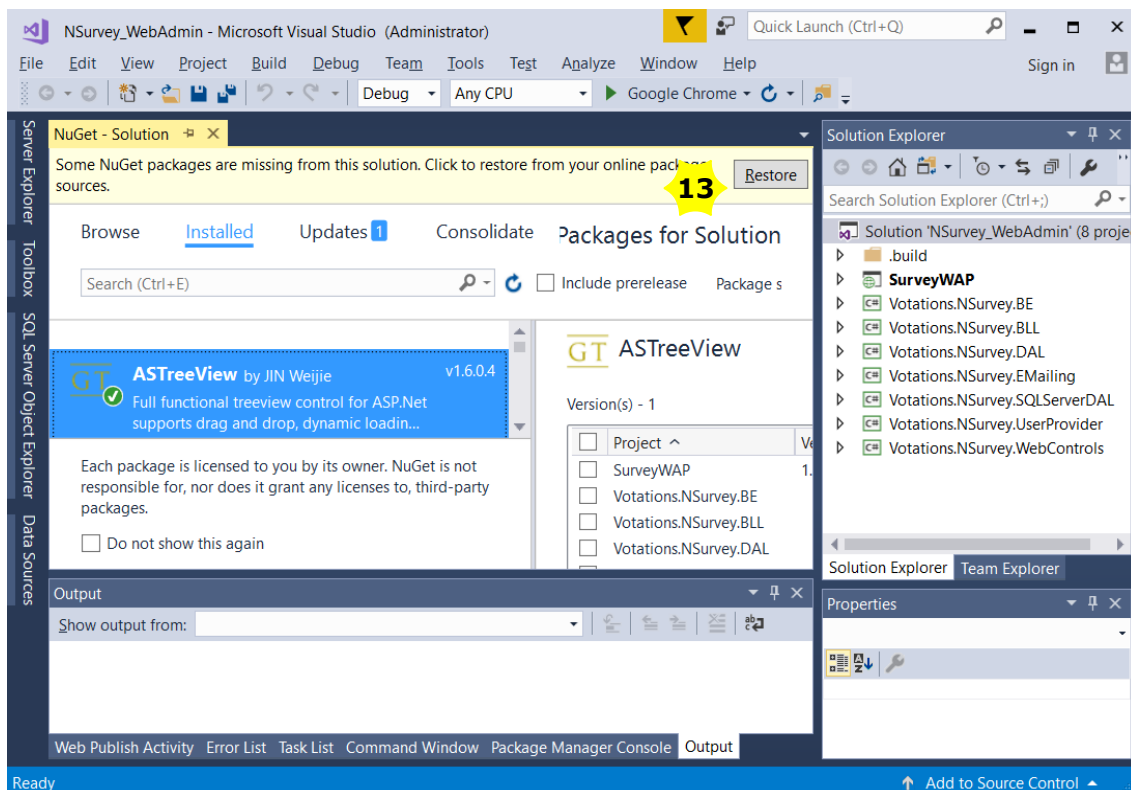 NSurvey_WebAdmin - Microsoft Visual Studio (Administrator)
Quick Launch (Ctrl+Q)
File Edit View Project Build Debug Team Tools Test Analyze Window Help
Sign in
Debug Any CPU Google Chrome
Server Explorer
Toolbox
SQL Server Object Explorer
Data Sources
NuGet - Solution
Some NuGet packages are missing from this solution. Click to restore from your online package
sources.
13
Restore
Browse Installed Updates 1 Consolidate Packages for Solution
Search (Ctrl+E)
Include prerelease Package s
GT
ASTreeView by JIN Weijie v1.6.0.4
Full functional treeview control for ASP.Net
supports drag and drop, dynamic loadin...
Each package is licensed to you by its owner. NuGet is not
responsible for, nor does it grant any licenses to, third-party
packages.
Do not show this again
GT ASTreeView
Version(s) - 1
Project Ve
SurveyWAP 1.
Votations.NSurvey.BE
Votations.NSurvey.BLL
Votations.NSurvey.DAL
Solution Explorer
Search Solution Explorer (Ctrl+;)
Solution 'NSurvey_WebAdmin' (8 proje
.build
SurveyWAP
C# Votations.NSurvey.BE
C# Votations.NSurvey.BLL
C# Votations.NSurvey.DAL
C# Votations.NSurvey.EMailing
C# Votations.NSurvey.SQLServerDAL
C# Votations.NSurvey.UserProvider
C# Votations.NSurvey.WebControls
Solution Explorer Team Explorer
Output
Show output from:
Properties
Web Publish Activity Error List Task List Command Window Package Manager Console Output
Ready
Add to Source Control